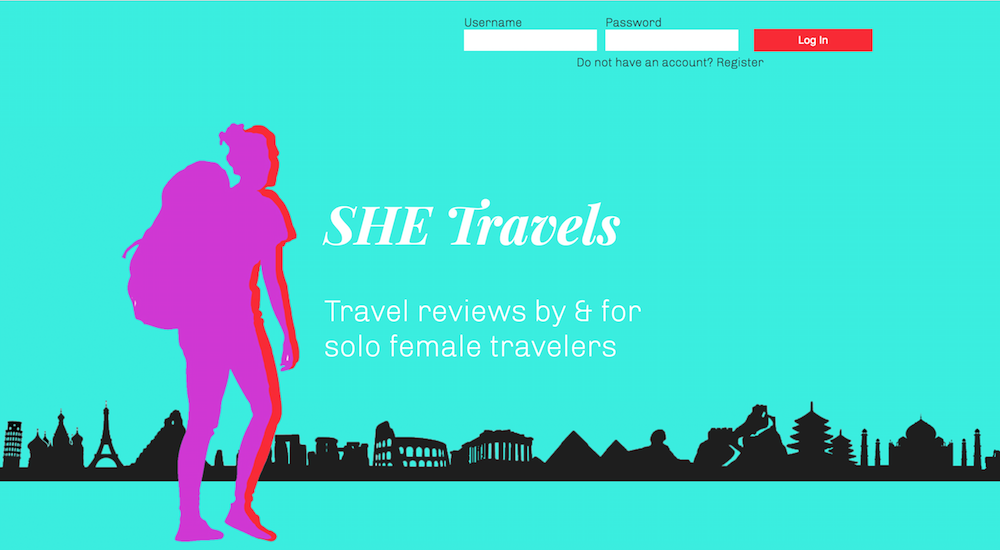 Username Password
Log In
Do not have an account? Register
SHE Travels
Travel reviews by & for
solo female travelers